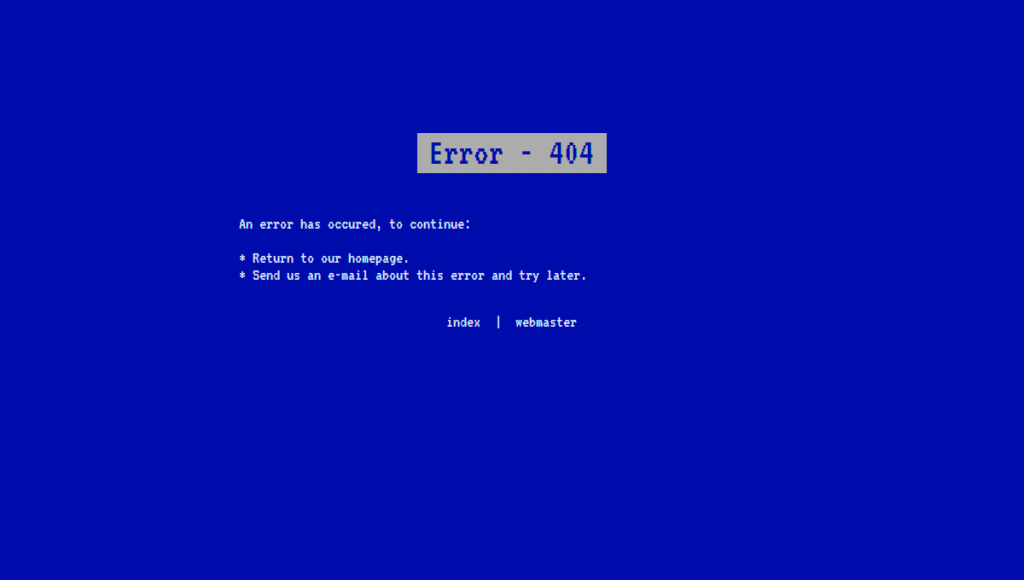 Error - 404
An error has occured, to continue:
* Return to our homepage.
* Send us an e-mail about this error and try later.
index | webmaster